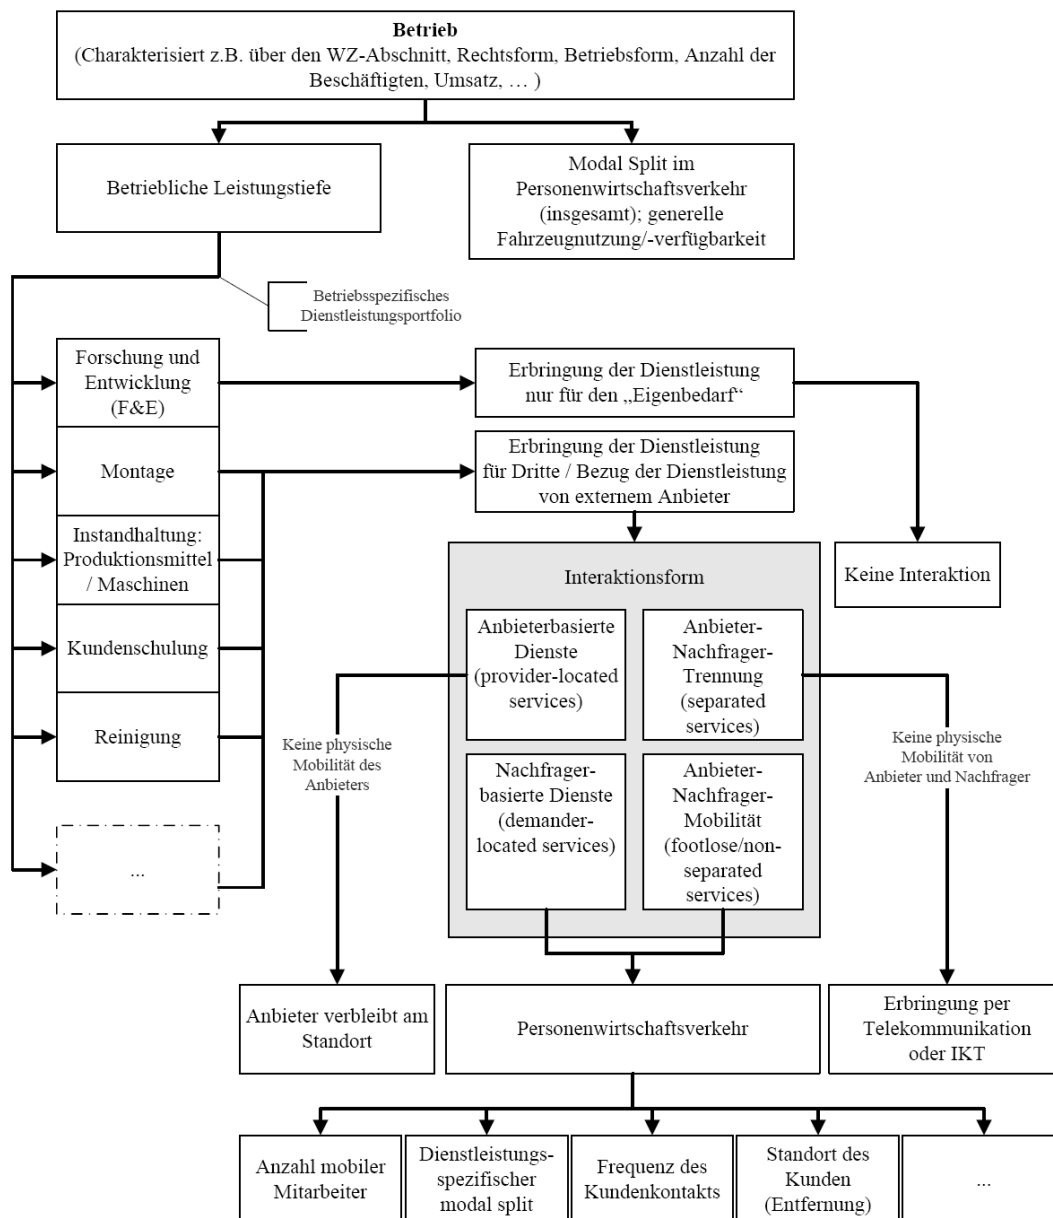 Betrieb
(Charakterisiert z.B. über den WZ-Abschnitt, Rechtsform, Betriebsform, Anzahl der
Beschäftigten, Umsatz, … )
Betriebliche Leistungstiefe
Modal Split im
Personenwirtschaftsverkehr
(insgesamt); generelle
Fahrzeugnutzung/-verfügbarkeit
Betriebsspezifisches
Dienstleistungsportfolio
Forschung und
Entwicklung
(F&E)
Erbringung der Dienstleistung
nur für den „Eigenbedarf“
Montage
Erbringung der Dienstleistung
für Dritte / Bezug der Dienstleistung
von externem Anbieter
Instandhaltung:
Produktionsmittel
/ Maschinen
Interaktionsform
Keine Interaktion
Kundenschulung
Anbieterbasierte
Dienste
(provider-located
services)
Anbieter-
Nachfrager-
Trennung
(separated
services)
Reinigung
Keine physische
Mobilität des
Anbieters
Keine physische
Mobilität von
Anbieter und Nachfrager
Nachfrager-
basierte Dienste
(demander-
located services)
Anbieter-
Nachfrager-
Mobilität
(footlose/non-
separated
services)
...
Anbieter verbleibt am
Standort
Personenwirtschaftsverkehr
Erbringung per
Telekommunikation
oder IKT
Anzahl mobiler
Mitarbeiter
Dienstleistungs-
spezifischer
modal split
Frequenz des
Kundenkontakts
Standort des
Kunden
(Entfernung)
...